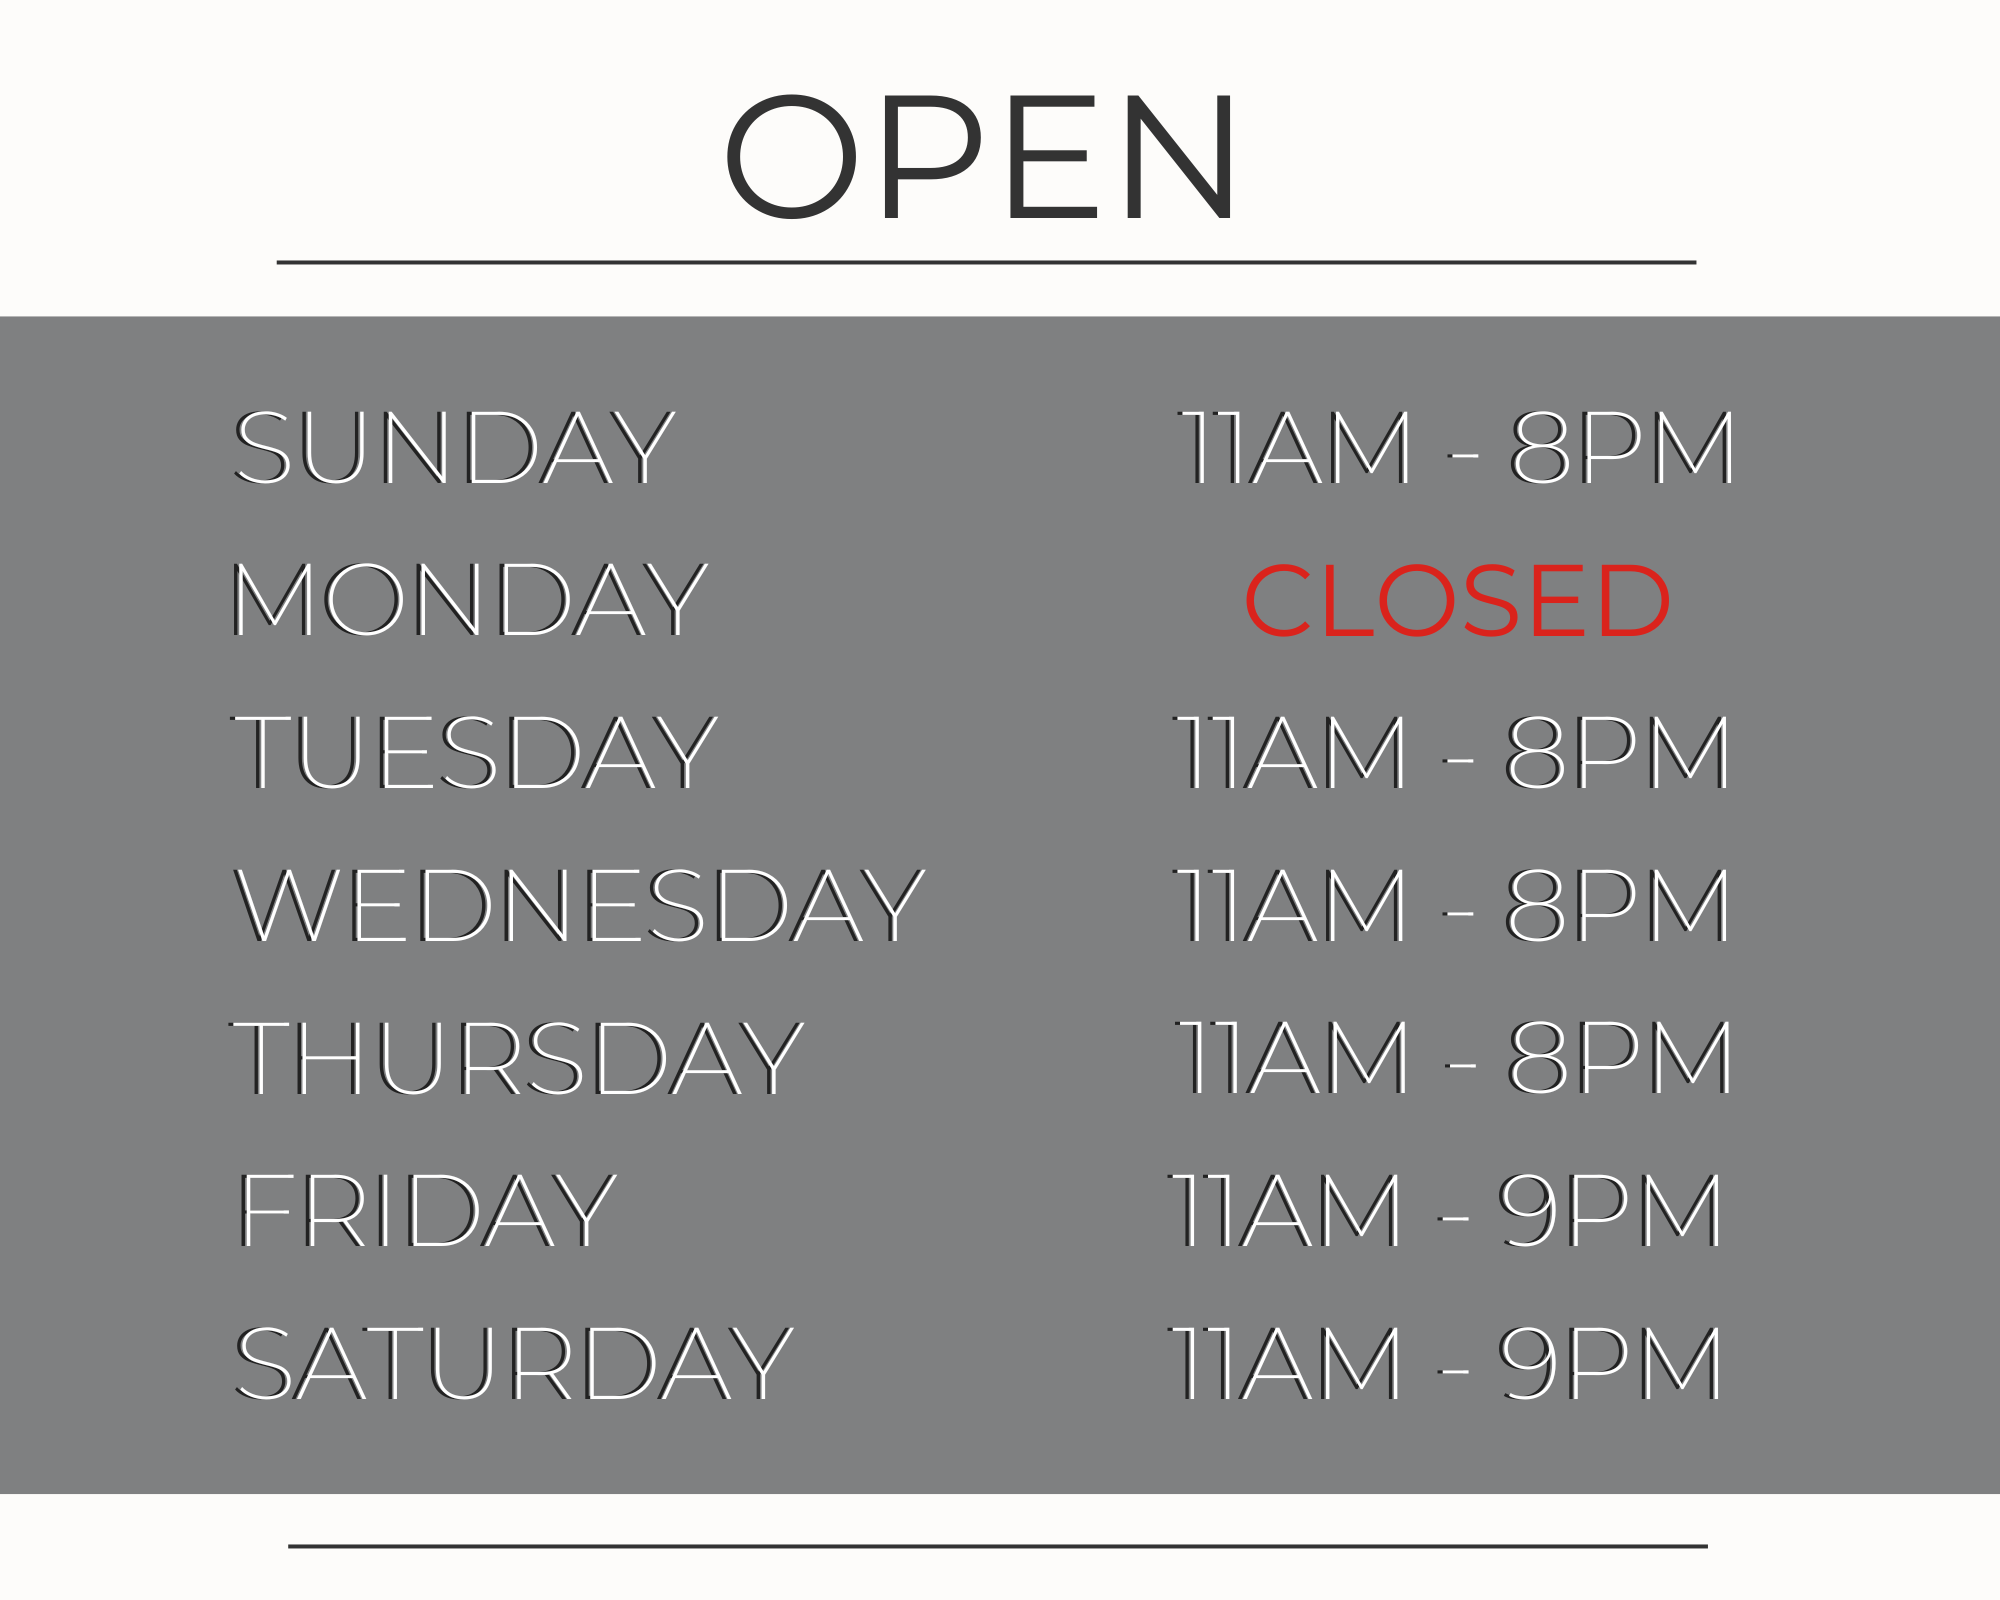 OPEN
SUNDAY 11AM - 8PM
MONDAY CLOSED
TUESDAY 11AM - 8PM
WEDNESDAY 11AM - 8PM
THURSDAY 11AM - 8PM
FRIDAY 11AM - 9PM
SATURDAY 11AM - 9PM